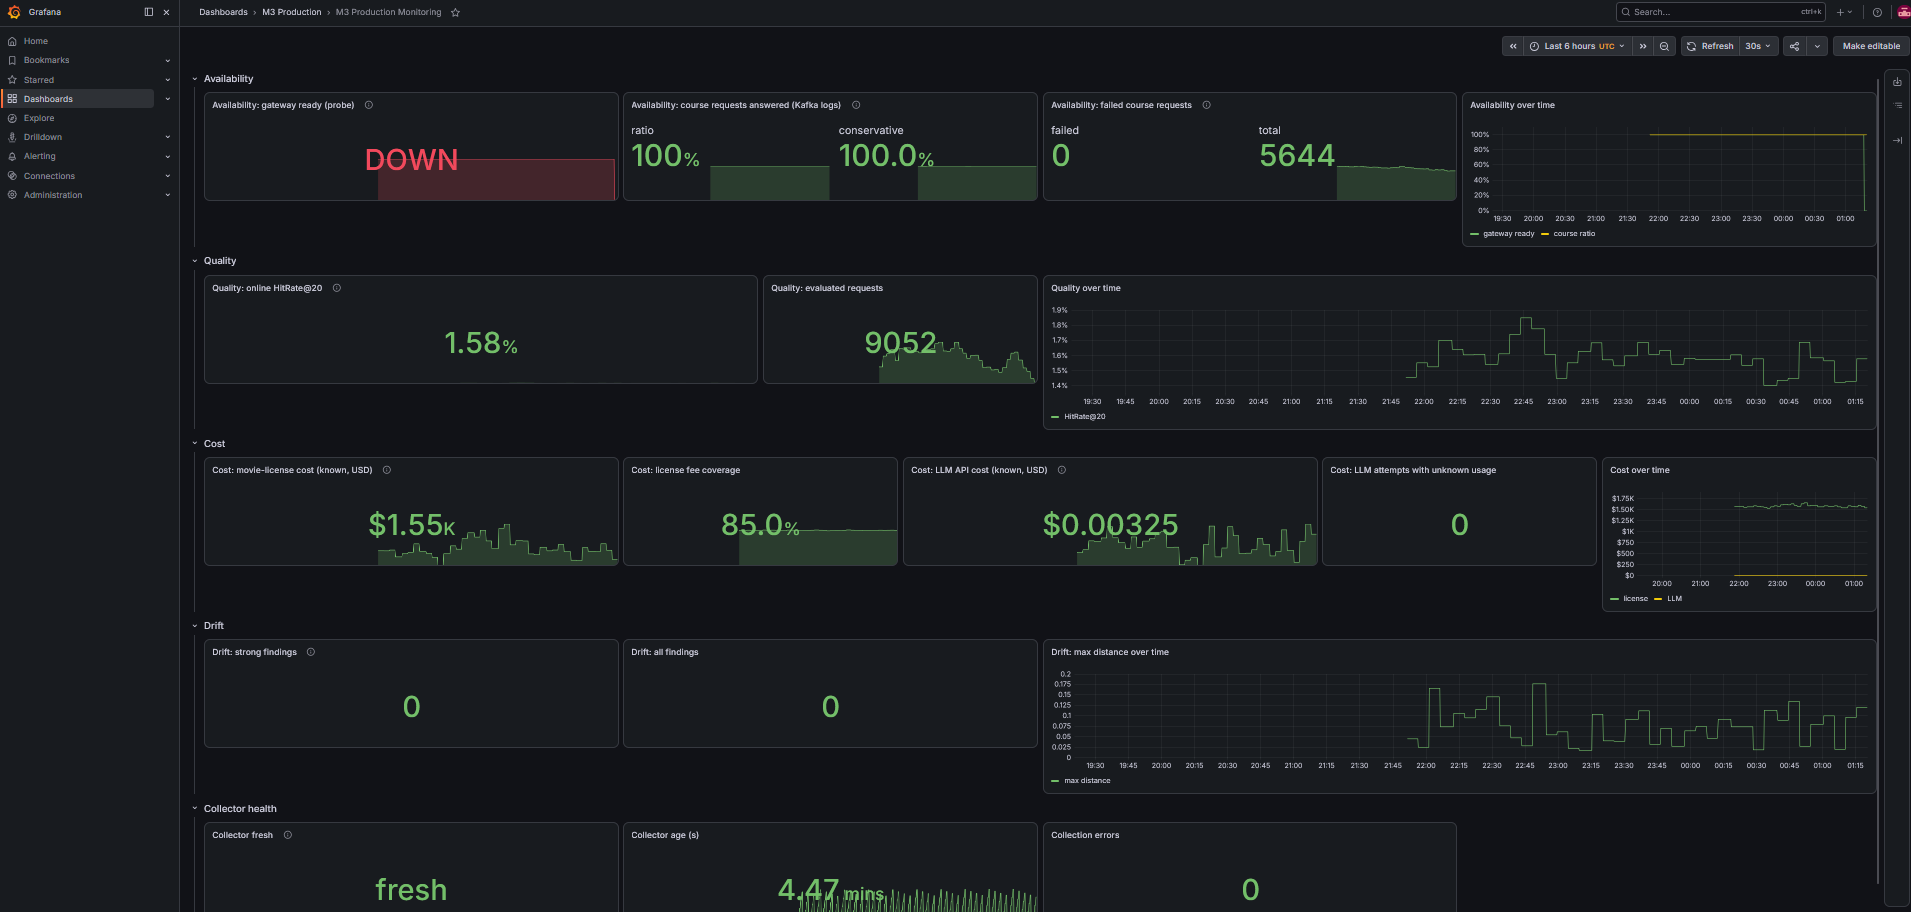 Grafana
Dashboards › M3 Production › M3 Production Monitoring
Search... ctrl+k
Home
Bookmarks
Starred
Dashboards
Explore
Drilldown
Alerting
Connections
Administration
Last 6 hours UTC
Refresh 30s
Make editable
Availability
Availability: gateway ready (probe)
DOWN
Availability: course requests answered (Kafka logs)
ratio
100%
conservative
100.0%
Availability: failed course requests
failed
0
total
5644
Availability over time
100%
80%
60%
40%
20%
0%
19:30 20:00 20:30 21:00 21:30 22:00 22:30 23:00 23:30 00:00 00:30 01:00
gateway ready course ratio
Quality
Quality: online HitRate@20
1.58%
Quality: evaluated requests
9052
Quality over time
1.9%
1.8%
1.7%
1.6%
1.5%
1.4%
19:30 19:45 20:00 20:15 20:30 20:45 21:00 21:15 21:30 21:45 22:00 22:15 22:30 22:45 23:00 23:15 23:30 23:45 00:00 00:15 00:30 00:45 01:00 01:15
HitRate@20
Cost
Cost: movie-license cost (known, USD)
$1.55K
Cost: license fee coverage
85.0%
Cost: LLM API cost (known, USD)
$0.00325
Cost: LLM attempts with unknown usage
0
Cost over time
$1.75K
$1.50K
$1.25K
$1K
$750
$500
$250
$0
20:00 21:00 22:00 23:00 00:00 01:00
license LLM
Drift
Drift: strong findings
0
Drift: all findings
0
Drift: max distance over time
0.2
0.175
0.15
0.125
0.1
0.075
0.05
0.025
0
19:30 19:45 20:00 20:15 20:30 20:45 21:00 21:15 21:30 21:45 22:00 22:15 22:30 22:45 23:00 23:15 23:30 23:45 00:00 00:15 00:30 00:45 01:00 01:15
max distance
Collector health
Collector fresh
fresh
Collector age (s)
4.47 mins
Collection errors
0